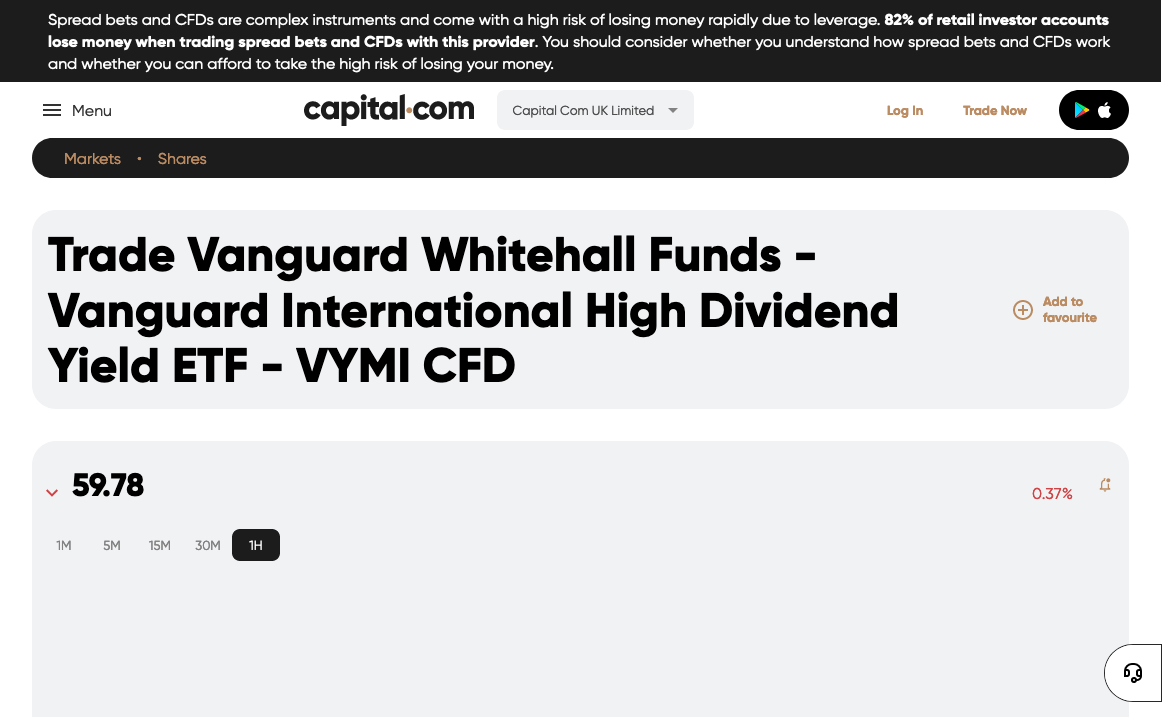 Spread bets and CFDs are complex instruments and come with a high risk of losing money rapidly due to leverage. 82% of retail investor accounts
lose money when trading spread bets and CFDs with this provider. You should consider whether you understand how spread bets and CFDs work
and whether you can afford to take the high risk of losing your money.
Menu
capital.com
Capital Com UK Limited
Log In
Trade Now
Markets
Shares
Trade Vanguard Whitehall Funds -
Vanguard International High Dividend
Yield ETF - VYMI CFD
Add to
favourite
59.78
0.37%
1M
5M
15M
30M
1H